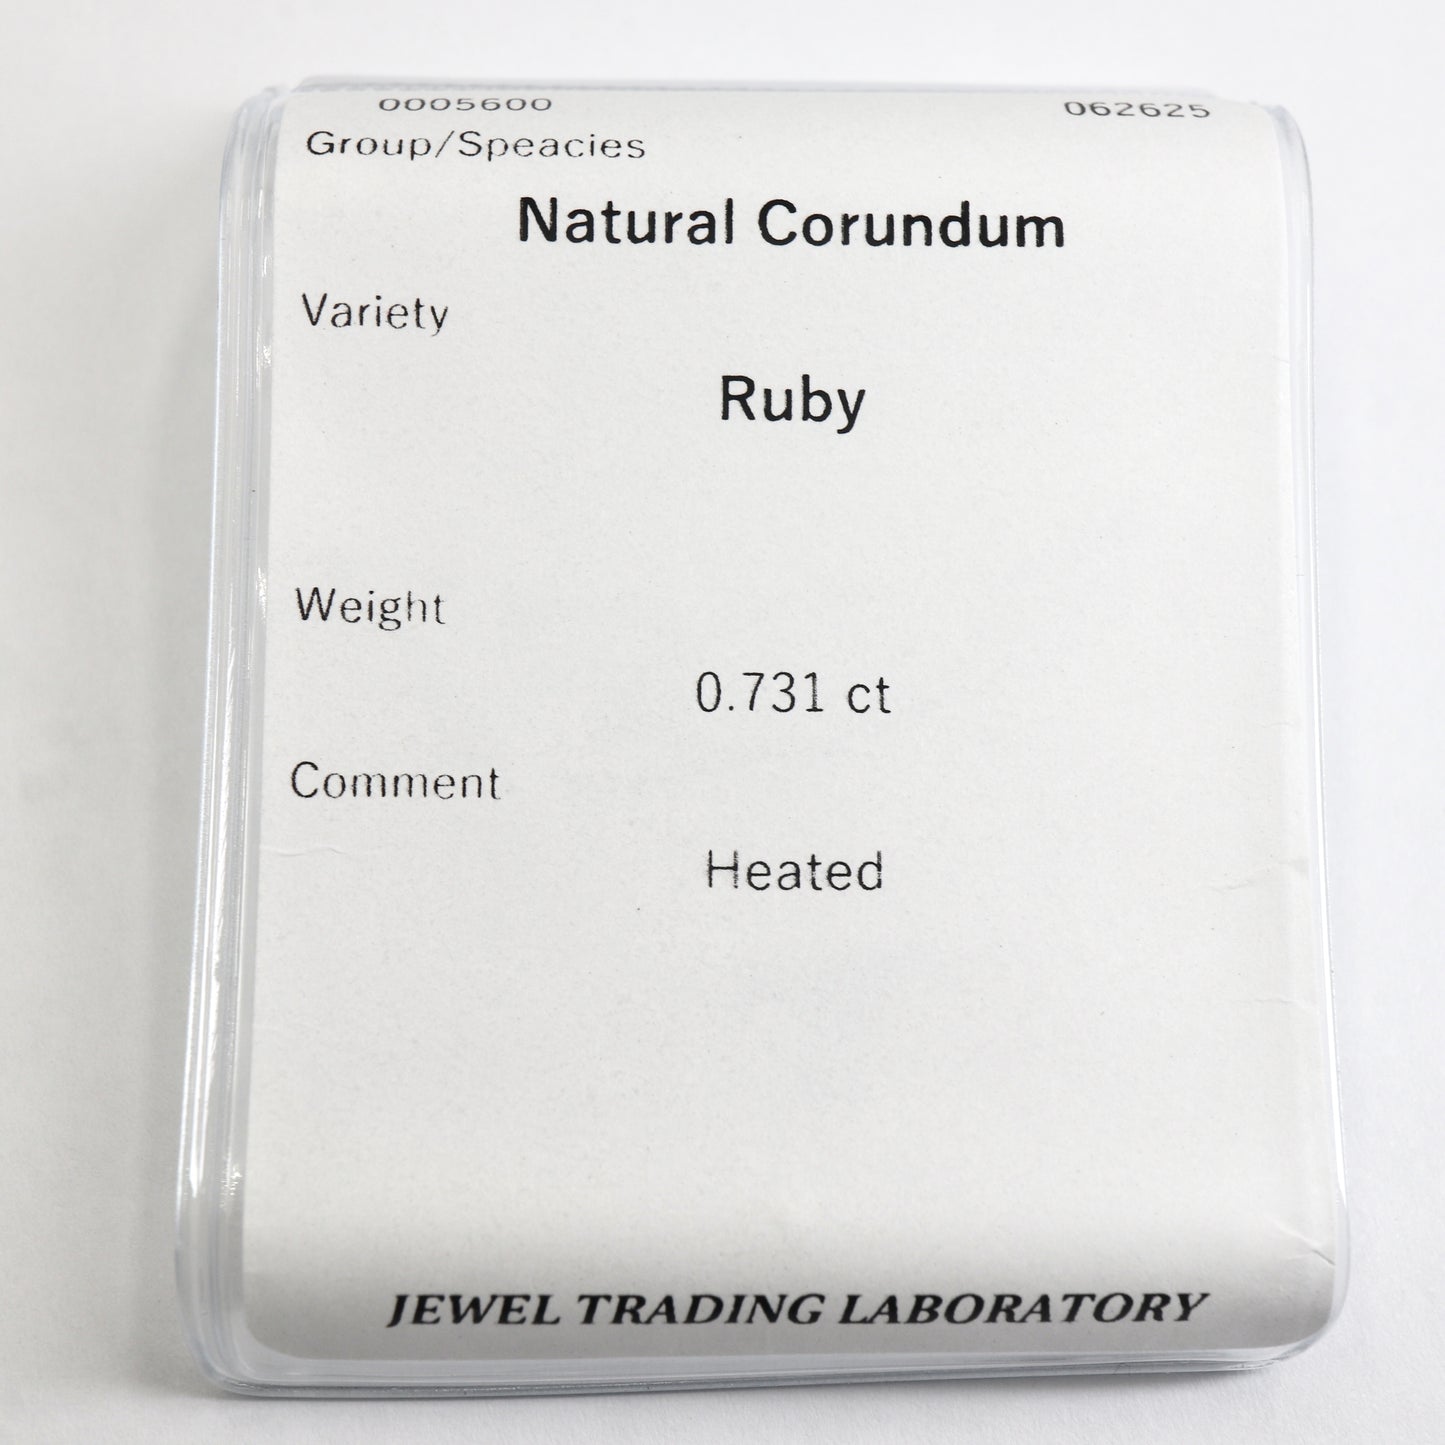 0005600 062625
Group/Speacies
Natural Corundum
Variety
Ruby
Weight
0.731 ct
Comment
Heated
JEWEL TRADING LABORATORY